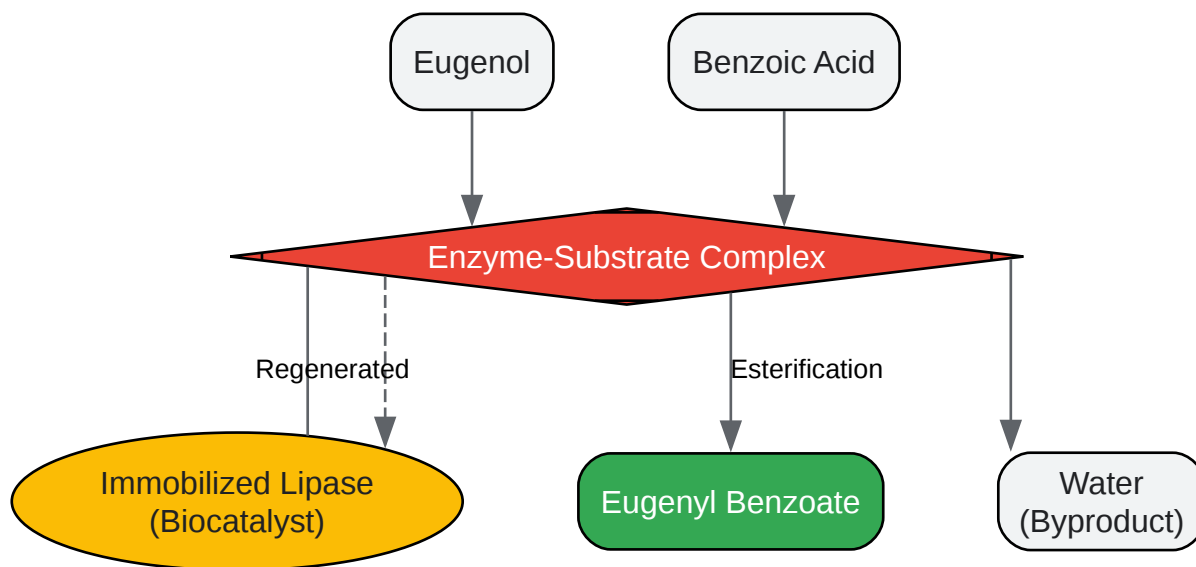 Eugenol
Benzoic Acid
Enzyme-Substrate Complex
Regenerated
Esterification
Immobilized Lipase
(Biocatalyst)
Eugenyl Benzoate
Water
(Byproduct)